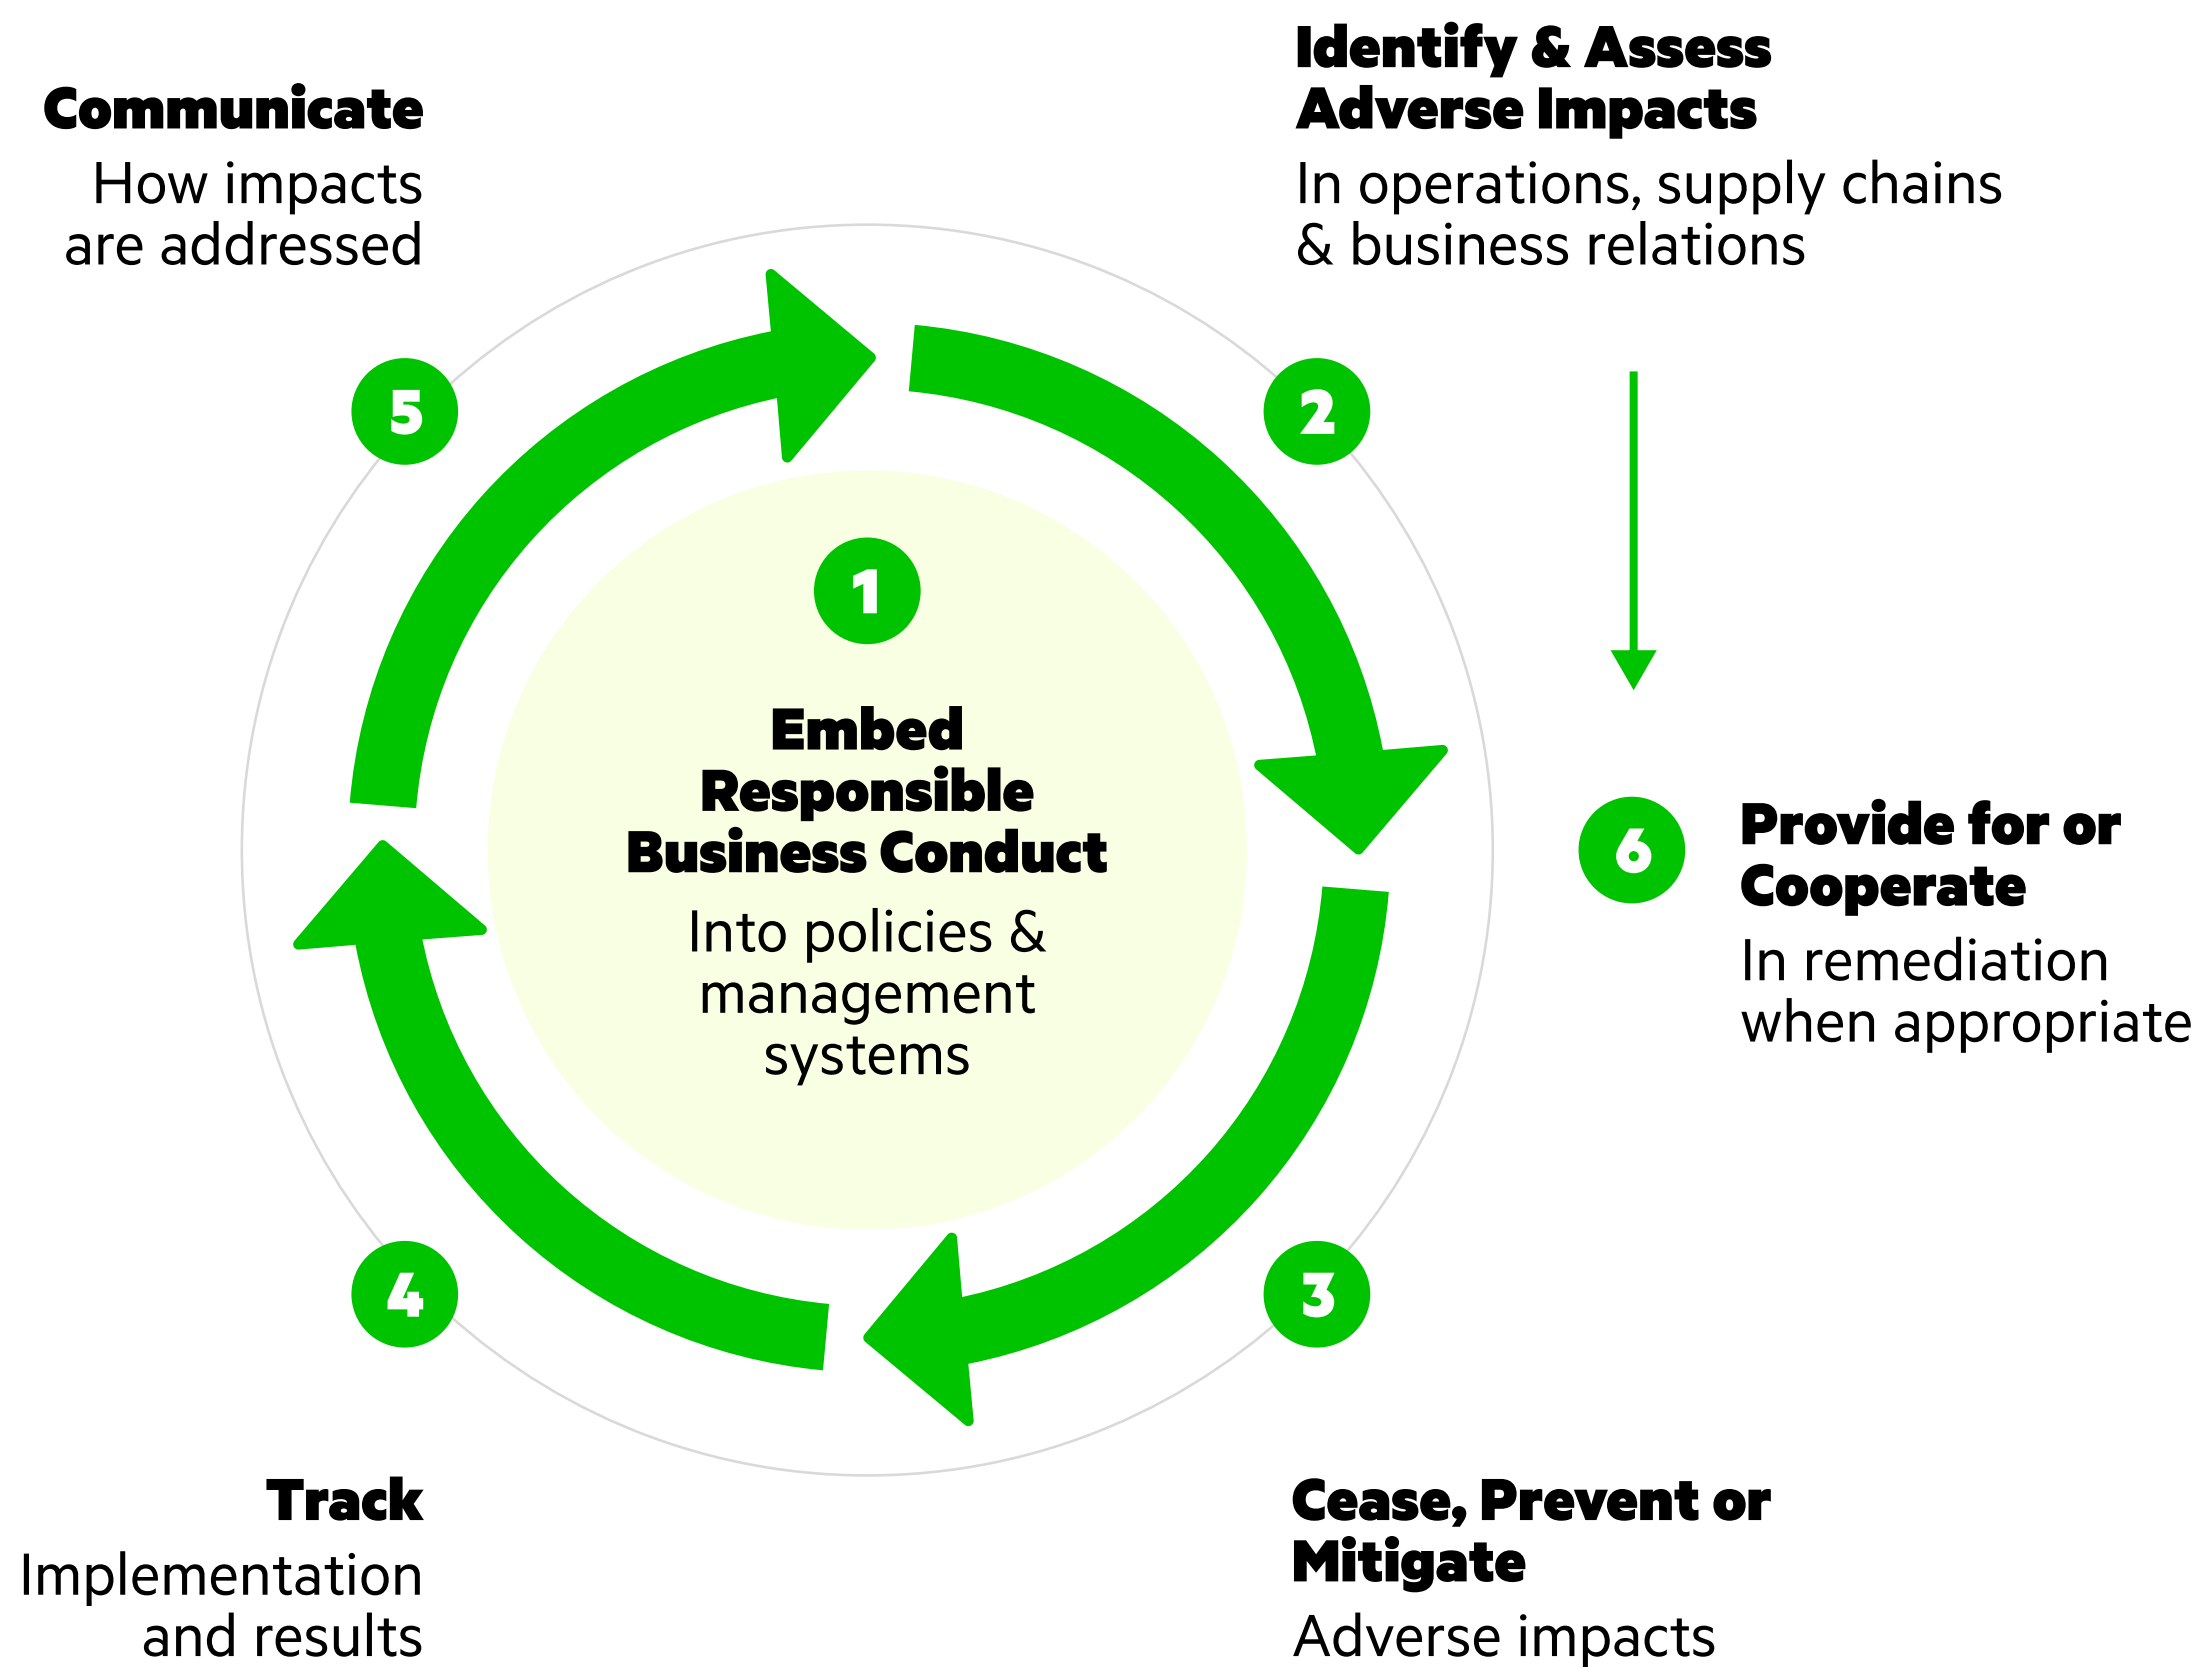 Communicate
How impacts
are addressed
5
Identify & Assess
Adverse Impacts
In operations, supply chains
& business relations
2
1
Embed
Responsible
Business Conduct
Into policies &
management
systems
6
Provide for or
Cooperate
In remediation
when appropriate
4
Track
Implementation
and results
3
Cease, Prevent or
Mitigate
Adverse impacts